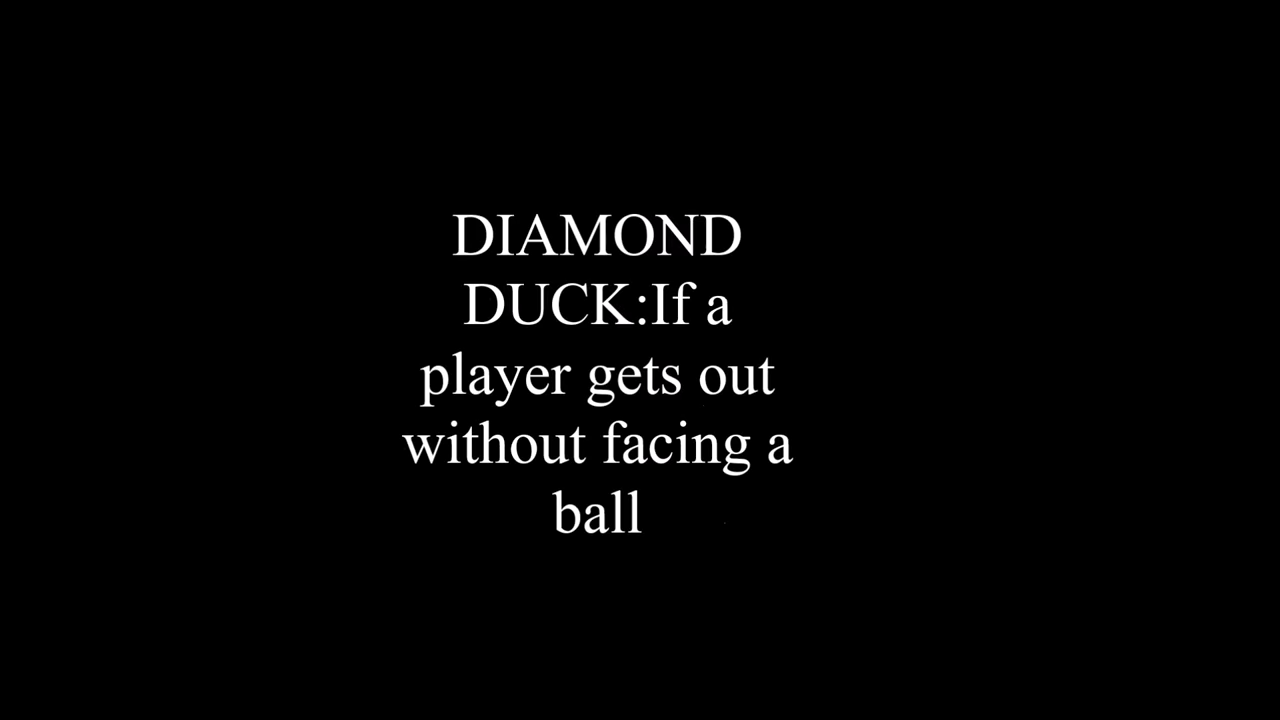 DIAMOND
DUCK:If a
player gets out
without facing a
ball